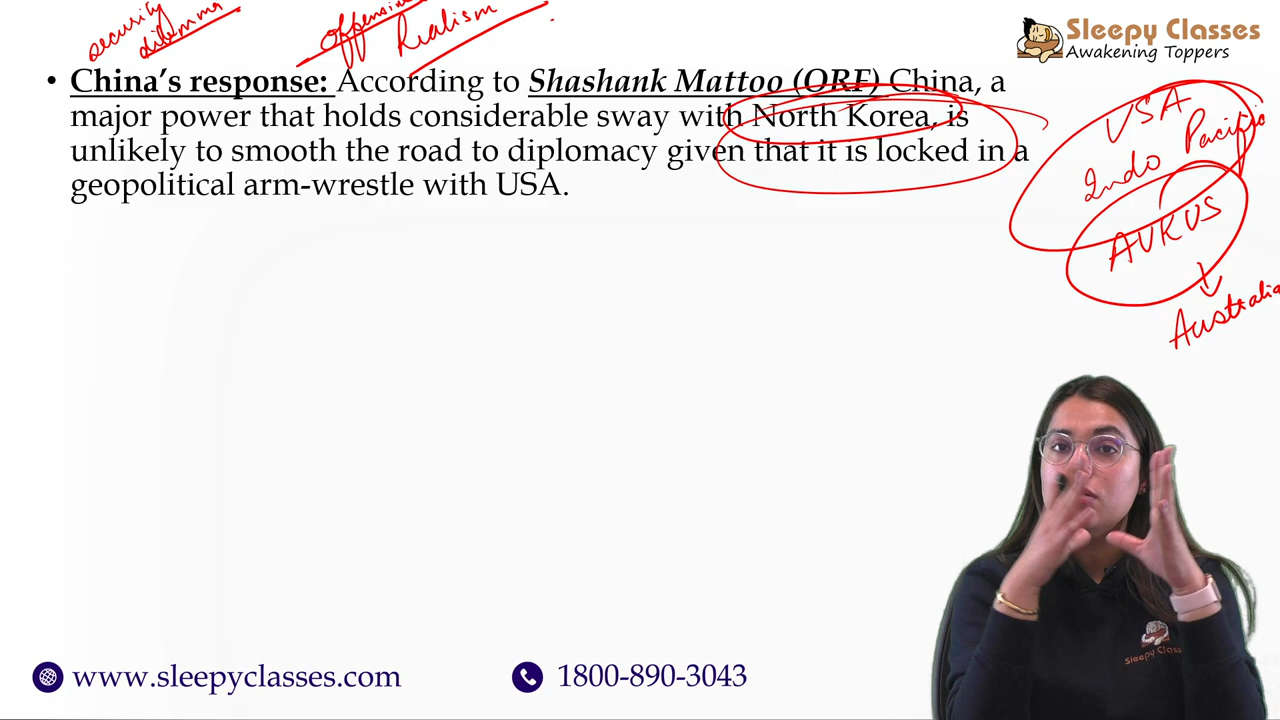 security
dilemma
offensive
Realism
Sleepy Classes
Awakening Toppers
• China's response: According to Shashank Mattoo (ORF) China, a
major power that holds considerable sway with North Korea, is
unlikely to smooth the road to diplomacy given that it is locked in a
geopolitical arm-wrestle with USA.
USA
Indo Pacific
AUKUS
Australia
Sleepy Classes
www.sleepyclasses.com
1800-890-3043